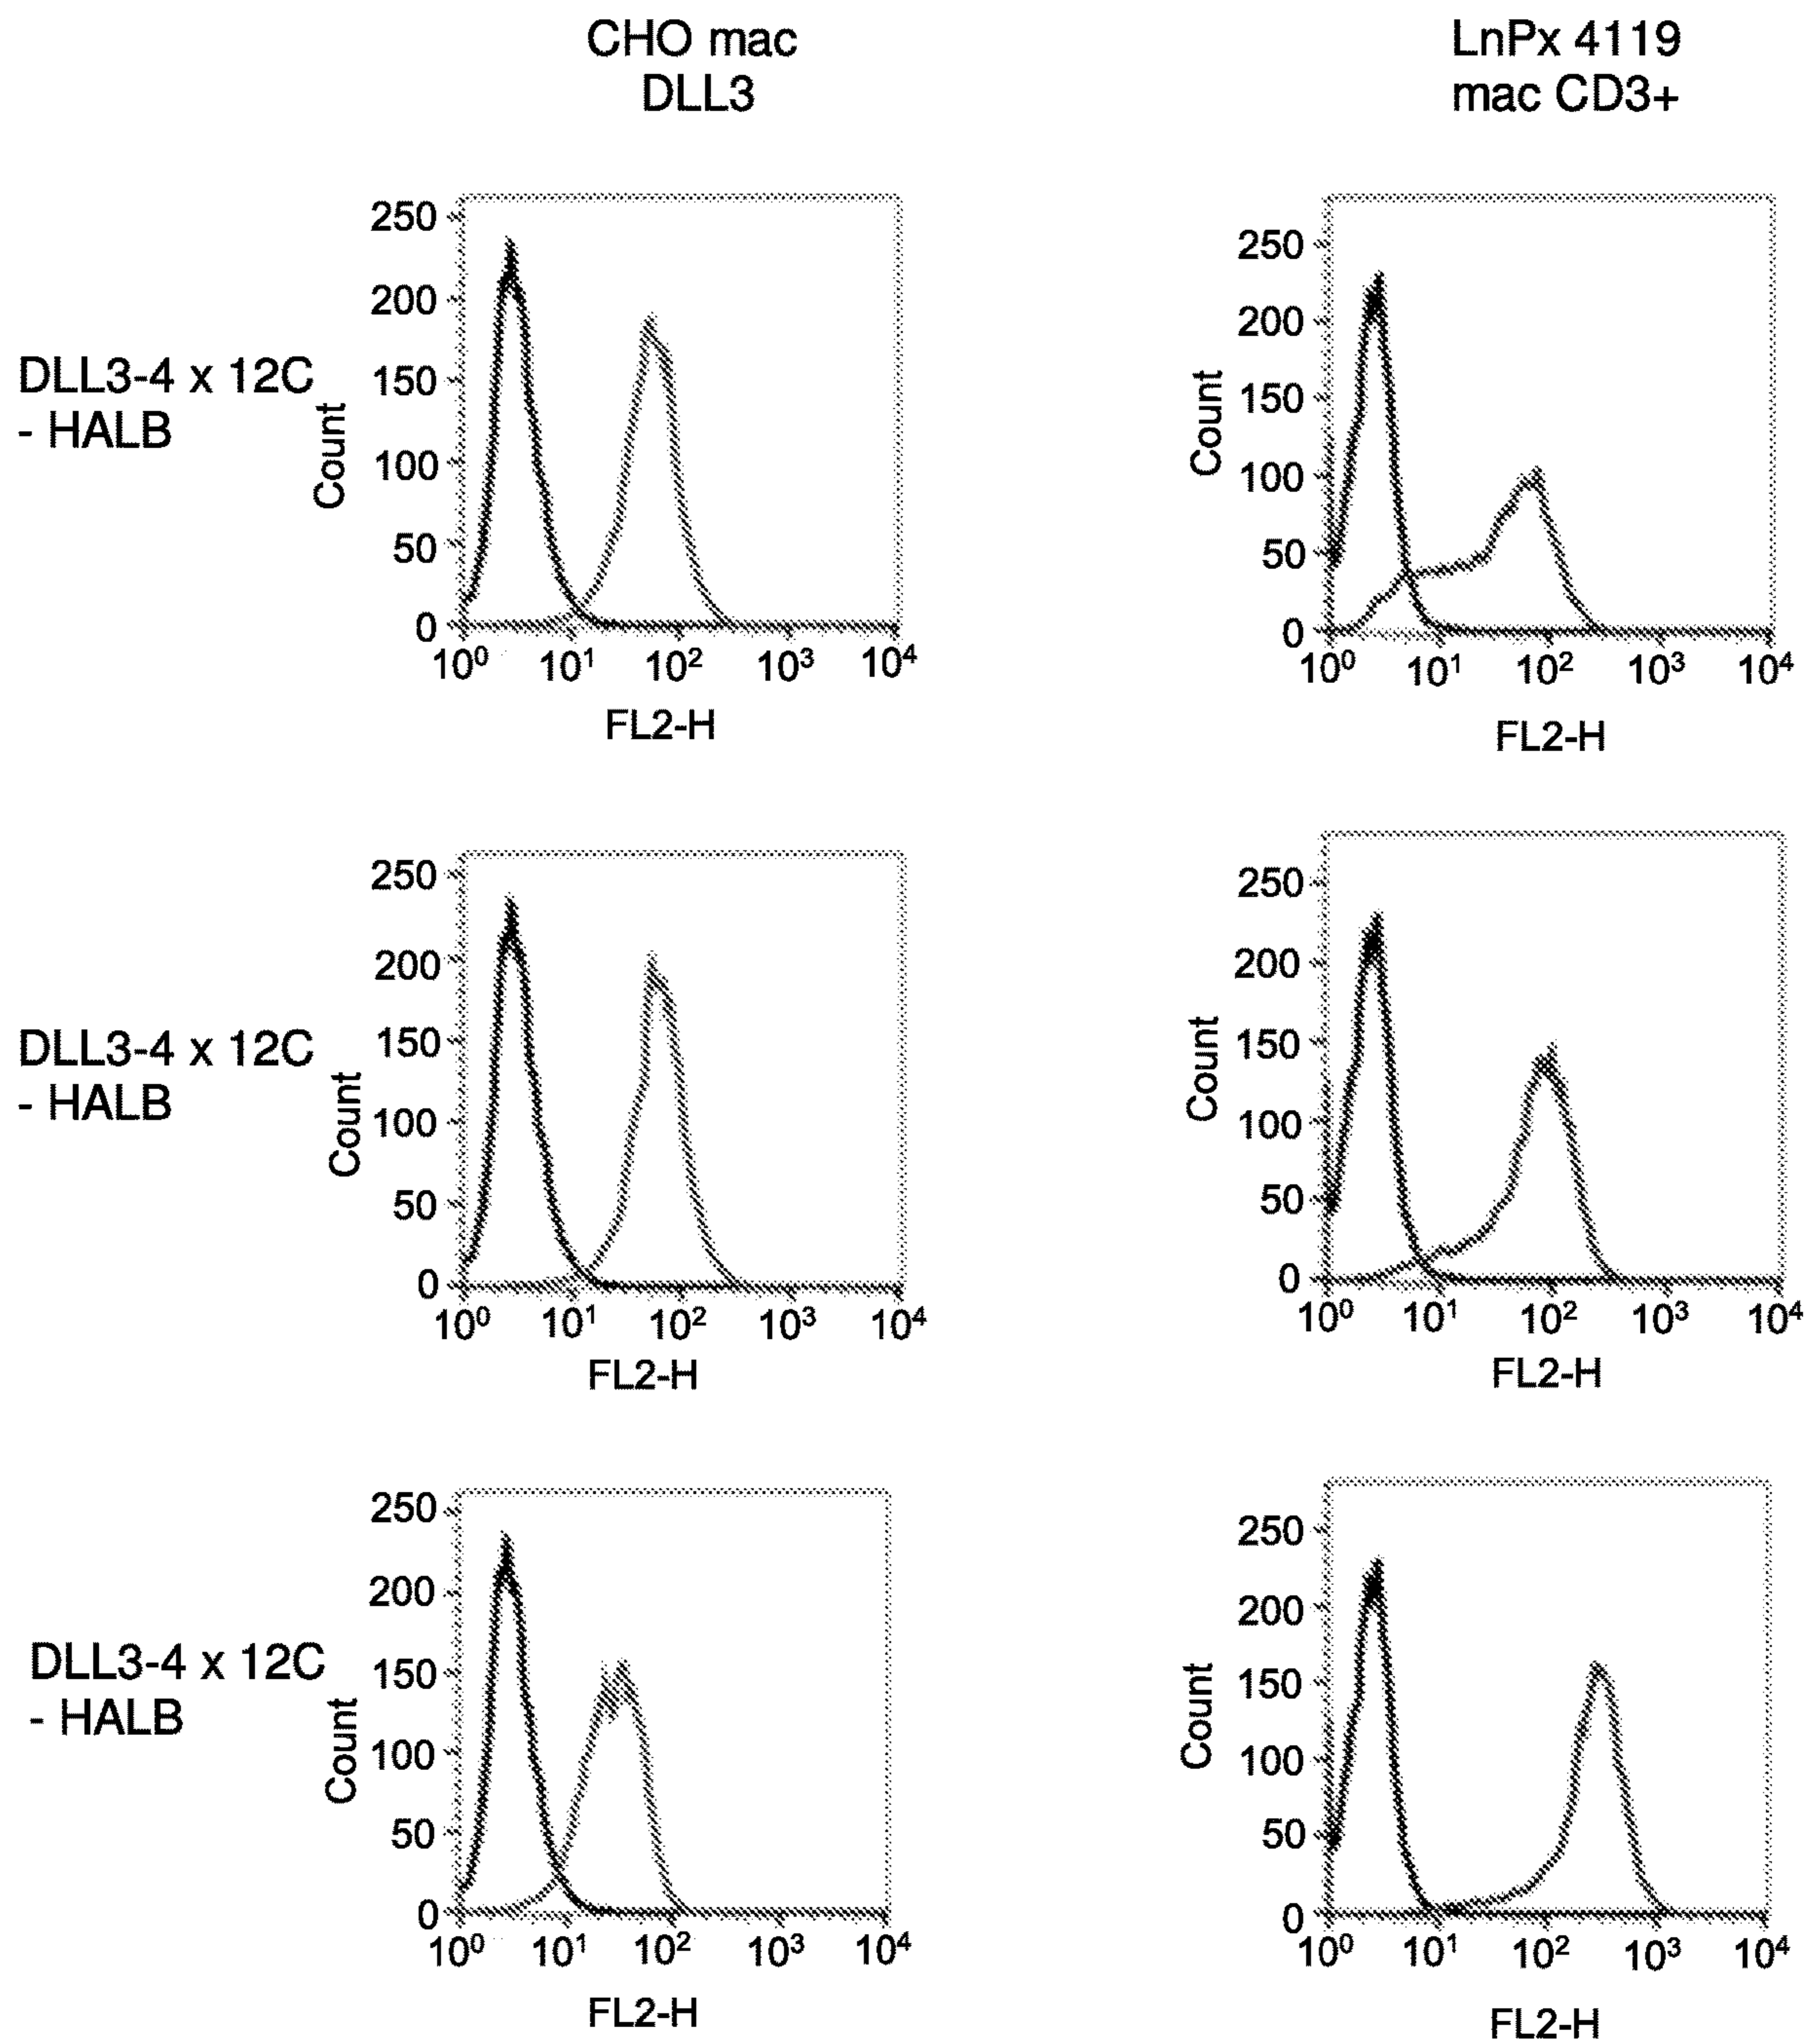 CHO mac
DLL3
LnPx 4119
mac CD3+
DLL3-4 x 12C
- HALB
Count
250
200
150
100
50
0
10⁰ 10¹ 10² 10³ 10⁴
FL2-H
Count
250
200
150
100
50
0
10⁰ 10¹ 10² 10³ 10⁴
FL2-H
DLL3-4 x 12C
- HALB
Count
250
200
150
100
50
0
10⁰ 10¹ 10² 10³ 10⁴
FL2-H
Count
250
200
150
100
50
0
10⁰ 10¹ 10² 10³ 10⁴
FL2-H
DLL3-4 x 12C
- HALB
Count
250
200
150
100
50
0
10⁰ 10¹ 10² 10³ 10⁴
FL2-H
Count
250
200
150
100
50
0
10⁰ 10¹ 10² 10³ 10⁴
FL2-H